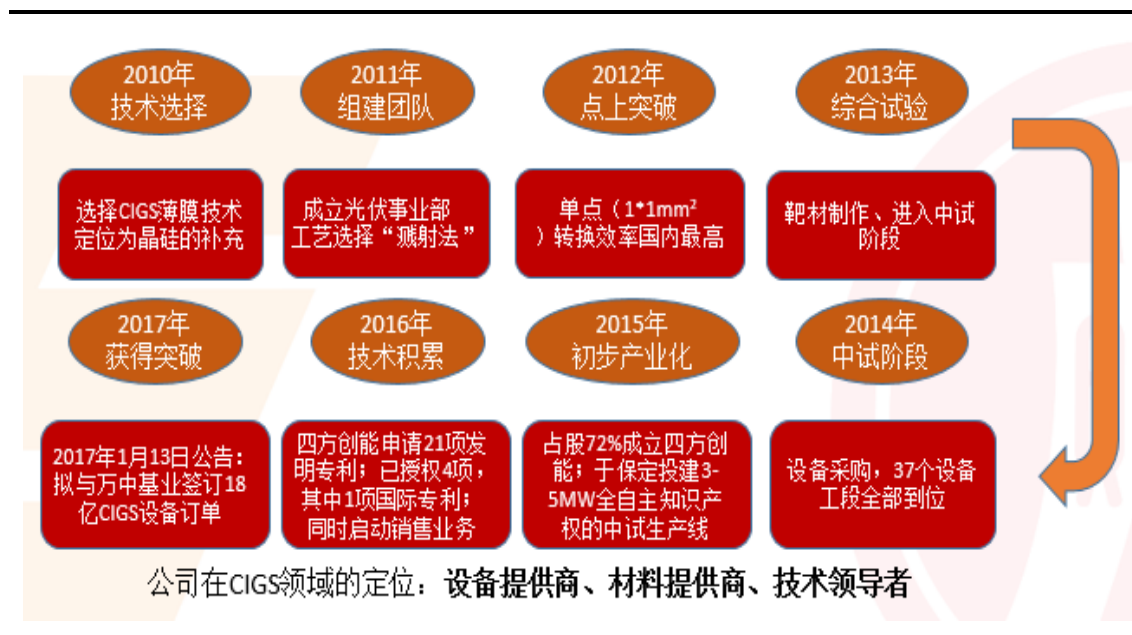 2010年
技术选择
2011年
组建团队
2012年
点上突破
2013年
综合试验
选择CIGS薄膜技术
定位为晶硅的补充
成立光伏事业部
工艺选择“溅射法”
单点（1*1mm²
）转换效率国内最高
靶材制作、进入中试
阶段
2017年
获得突破
2016年
技术积累
2015年
初步产业化
2014年
中试阶段
2017年1月13日公告：
拟与万中基业签订18
亿CIGS设备订单
四方创能申请21项发
明专利；已授权4项，
其中1项国际专利；
同时启动销售业务
占股72%成立四方创
能；于保定投建3-
5MW全自主知识产
权的中试生产线
设备采购，37个设备
工段全部到位
公司在CIGS领域的定位：设备提供商、材料提供商、技术领导者